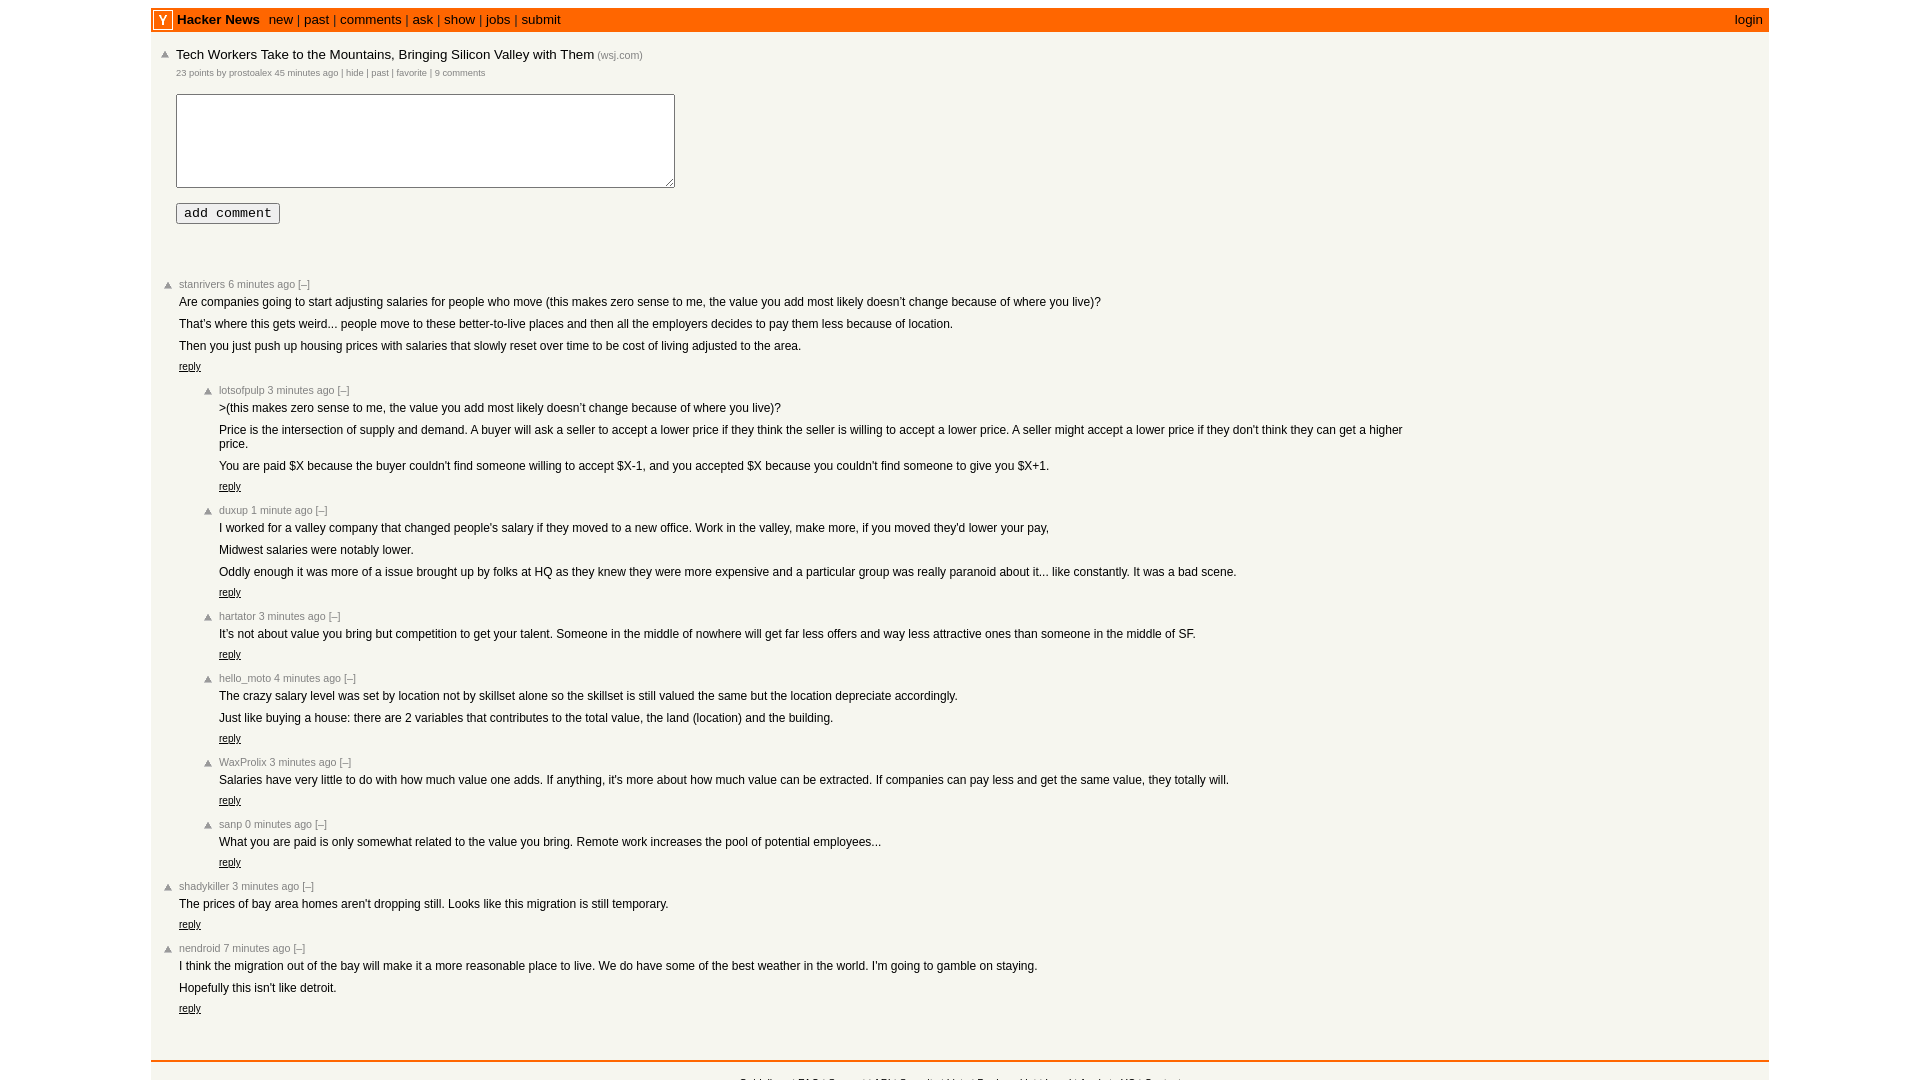 Y Hacker News new | past | comments | ask | show | jobs | submit login
Tech Workers Take to the Mountains, Bringing Silicon Valley with Them (wsj.com)
23 points by prostoalex 45 minutes ago | hide | past | favorite | 9 comments
add comment
stanrivers 6 minutes ago [–]
Are companies going to start adjusting salaries for people who move (this makes zero sense to me, the value you add most likely doesn’t change because of where you live)?
That’s where this gets weird... people move to these better-to-live places and then all the employers decides to pay them less because of location.
Then you just push up housing prices with salaries that slowly reset over time to be cost of living adjusted to the area.
reply
lotsofpulp 3 minutes ago [–]
>(this makes zero sense to me, the value you add most likely doesn’t change because of where you live)?
Price is the intersection of supply and demand. A buyer will ask a seller to accept a lower price if they think the seller is willing to accept a lower price. A seller might accept a lower price if they don't think they can get a higher
price.
You are paid $X because the buyer couldn't find someone willing to accept $X-1, and you accepted $X because you couldn't find someone to give you $X+1.
reply
duxup 1 minute ago [–]
I worked for a valley company that changed people's salary if they moved to a new office. Work in the valley, make more, if you moved they'd lower your pay,
Midwest salaries were notably lower.
Oddly enough it was more of a issue brought up by folks at HQ as they knew they were more expensive and a particular group was really paranoid about it... like constantly. It was a bad scene.
reply
hartator 3 minutes ago [–]
It’s not about value you bring but competition to get your talent. Someone in the middle of nowhere will get far less offers and way less attractive ones than someone in the middle of SF.
reply
hello_moto 4 minutes ago [–]
The crazy salary level was set by location not by skillset alone so the skillset is still valued the same but the location depreciate accordingly.
Just like buying a house: there are 2 variables that contributes to the total value, the land (location) and the building.
reply
WaxProlix 3 minutes ago [–]
Salaries have very little to do with how much value one adds. If anything, it's more about how much value can be extracted. If companies can pay less and get the same value, they totally will.
reply
sanp 0 minutes ago [–]
What you are paid is only somewhat related to the value you bring. Remote work increases the pool of potential employees...
reply
shadykiller 3 minutes ago [–]
The prices of bay area homes aren't dropping still. Looks like this migration is still temporary.
reply
nendroid 7 minutes ago [–]
I think the migration out of the bay will make it a more reasonable place to live. We do have some of the best weather in the world. I'm going to gamble on staying.
Hopefully this isn't like detroit.
reply